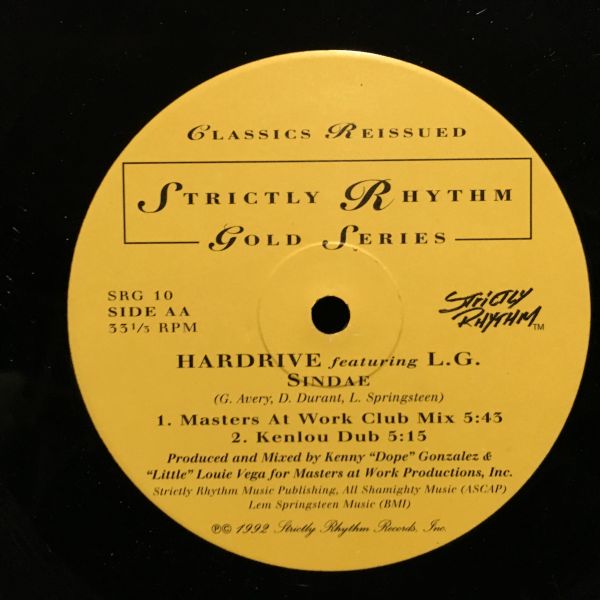 CLASSICS REISSUED
STRICTLY RHYTHM
GOLD SERIES
SRG 10
SIDE AA
33 1/3 RPM
STRICTLY
RHYTHM TM
HARDRIVE featuring L.G.
SINDAE
(G. Avery, D. Durant, L. Springsteen)
1. Masters At Work Club Mix 5:43
2. Kenlou Dub 5:15
Produced and Mixed by Kenny “Dope” Gonzalez &
“Little” Louie Vega for Masters at Work Productions, Inc.
Strictly Rhythm Music Publishing, All Shamighty Music (ASCAP)
Lem Springsteen Music (BMI)
℗© 1992 Strictly Rhythm Records, Inc.